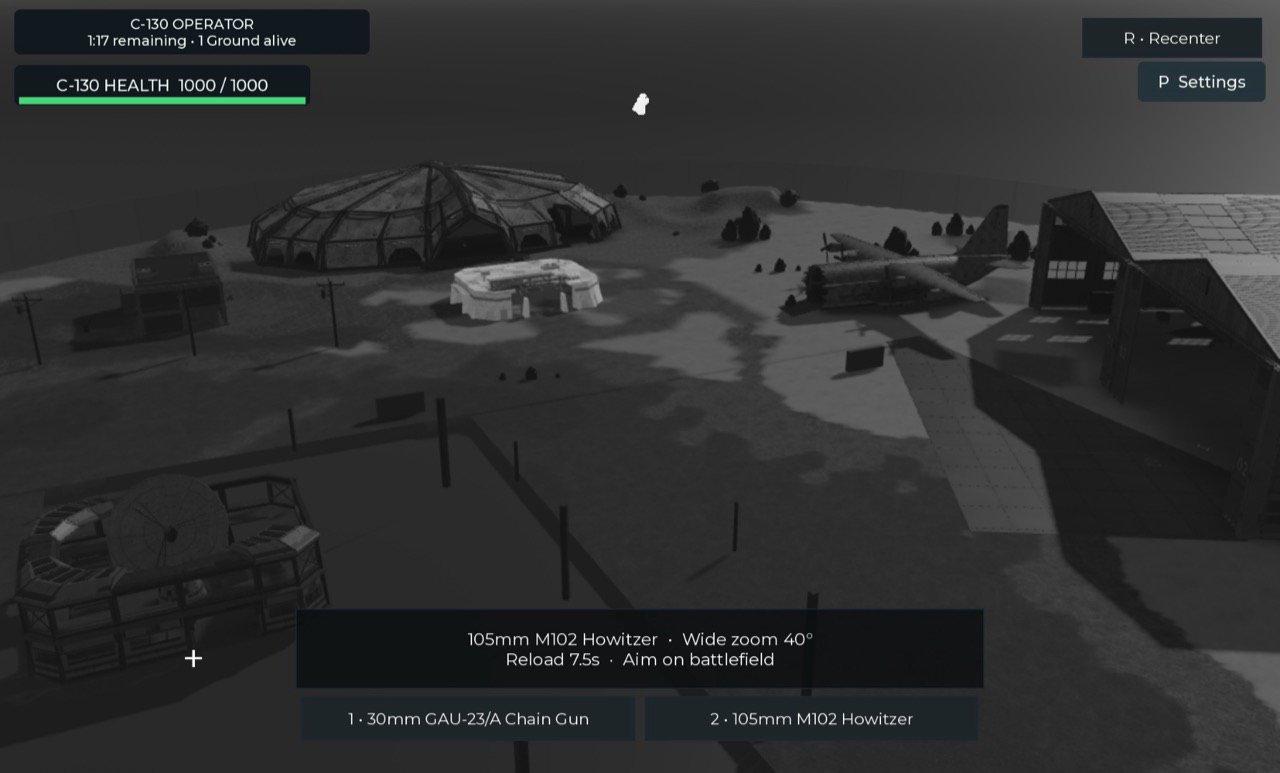 C-130 OPERATOR
1:17 remaining • 1 Ground alive
C-130 HEALTH 1000 / 1000
R • Recenter
P Settings
105mm M102 Howitzer • Wide zoom 40°
Reload 7.5s • Aim on battlefield
1 • 30mm GAU-23/A Chain Gun
2 • 105mm M102 Howitzer